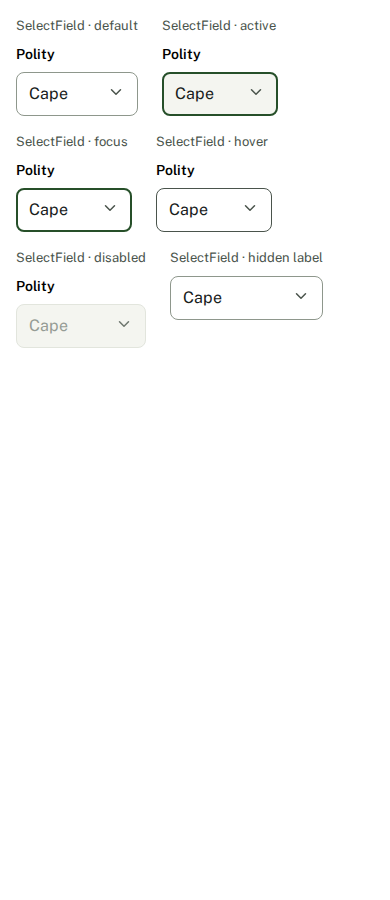 SelectField · default
SelectField · active
Polity
Polity
Cape
Cape
SelectField · focus
SelectField · hover
Polity
Polity
Cape
Cape
SelectField · disabled
SelectField · hidden label
Polity
Cape
Cape